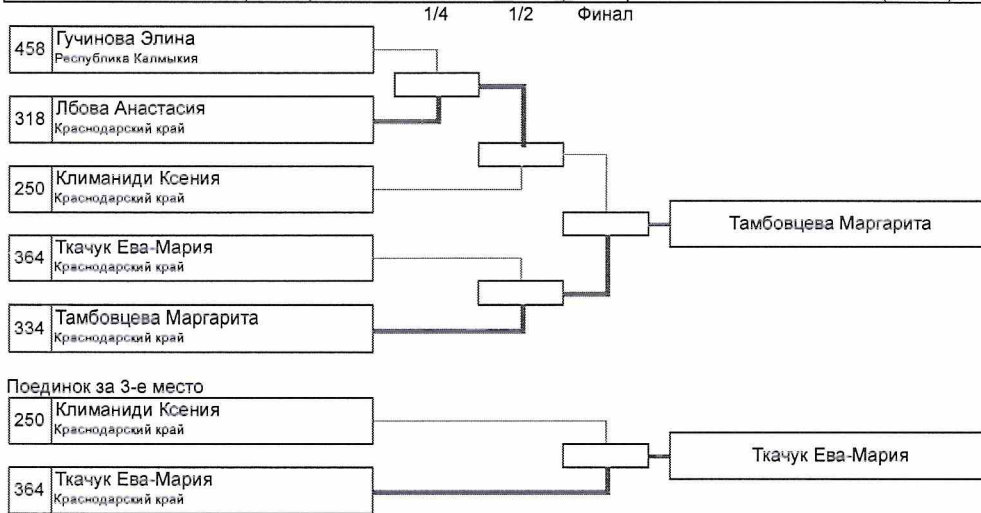 1/4 1/2 Финал
458 Гучинова Элина
Республика Калмыкия
318 Лбова Анастасия
Краснодарский край
250 Климаниди Ксения
Краснодарский край
364 Ткачук Ева-Мария
Краснодарский край
334 Тамбовцева Маргарита
Краснодарский край
Тамбовцева Маргарита
Поединок за 3-е место
250 Климаниди Ксения
Краснодарский край
364 Ткачук Ева-Мария
Краснодарский край
Ткачук Ева-Мария